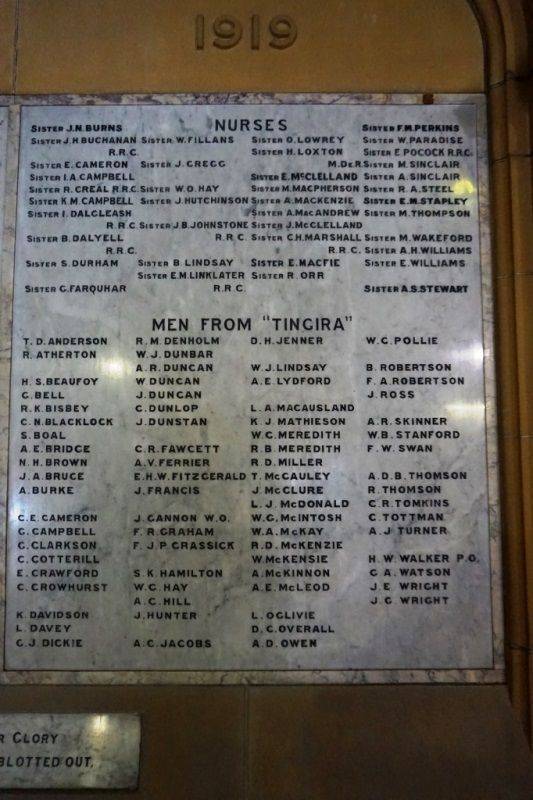 1919
NURSES
SISTER J.N. BURNS SISTER F.M. PERKINS
SISTER J.H. BUCHANAN SISTER W. FILLANS SISTER O. LOWREY SISTER W. PARADISE
R.R.C. SISTER H. LOXTON SISTER E. POCOCK R.R.C.
SISTER E. CAMERON SISTER J. GREGG M.DE R. SISTER M. SINCLAIR
SISTER I.A. CAMPBELL SISTER E. McCLELLAND SISTER A. SINCLAIR
SISTER R. CREAL R.R.C. SISTER W.O. HAY SISTER M. MACPHERSON SISTER R.A. STEEL
SISTER K.M. CAMPBELL SISTER J. HUTCHINSON SISTER A. MACKENZIE SISTER E.M. STAPLEY
SISTER I. DALGLEASH SISTER A. MACANDREW SISTER M. THOMPSON
R.R.C. SISTER J.B. JOHNSTONE SISTER J. McCLELLAND
SISTER B. DALYELL R.R.C. SISTER C.H. MARSHALL SISTER M. WAKEFORD
R.R.C. R.R.C. SISTER A.H. WILLIAMS
SISTER S. DURHAM SISTER B. LINDSAY SISTER E. MACFIE SISTER E. WILLIAMS
SISTER E.M. LINKLATER SISTER R. ORR
SISTER G. FARQUHAR R.R.C. SISTER A.S. STEWART
MEN FROM "TINGIRA"
T. D. ANDERSON R. M. DENHOLM D. H. JENNER W. G. POLLIE
R. ATHERTON W. J. DUNBAR
A. R. DUNCAN W. J. LINDSAY B. ROBERTSON
H. S. BEAUFOY W DUNCAN A. E. LYDFORD F. A. ROBERTSON
G. BELL J. DUNCAN J. ROSS
R. K. BISBEY C. DUNLOP L. A. MACAUSLAND
C. N. BLACKLOCK J. DUNSTAN K. J. MATHIESON A. R. SKINNER
S. BOAL W. G. MEREDITH W. B. STANFORD
A. E. BRIDGE C. R. FAWCETT R. B. MEREDITH F. W. SWAN
N. H. BROWN A. V. FERRIER R. D. MILLER
J. A. BRUCE E. H. W. FITZGERALD T. McCAULEY A. D. B. THOMSON
A. BURKE J. FRANCIS J. McCLURE R. THOMSON
L. J. McDONALD C. R. TOMKINS
C. E. CAMERON J. GANNON W. O. W. G. McINTOSH C. TOTTMAN
G. CAMPBELL F. R. GRAHAM W. A. McKAY A. J TURNER
G. CLARKSON F. J. P. GRASSICK R. D. McKENZIE
C. COTTERILL W. McKENSIE H. W. WALKER P.O.
E. CRAWFORD S. K. HAMILTON A. McKINNON G A. WATSON
C. CROWHURST W. G. HAY A. E. McLEOD J. E. WRIGHT
A. C. HILL J. G. WRIGHT
K. DAVIDSON J. HUNTER L. OGLIVIE
L. DAVEY D. C. OVERALL
G. J. DICKIE A. C. JACOBS A. D. OWEN
R GLORY
BLOTTED OUT.